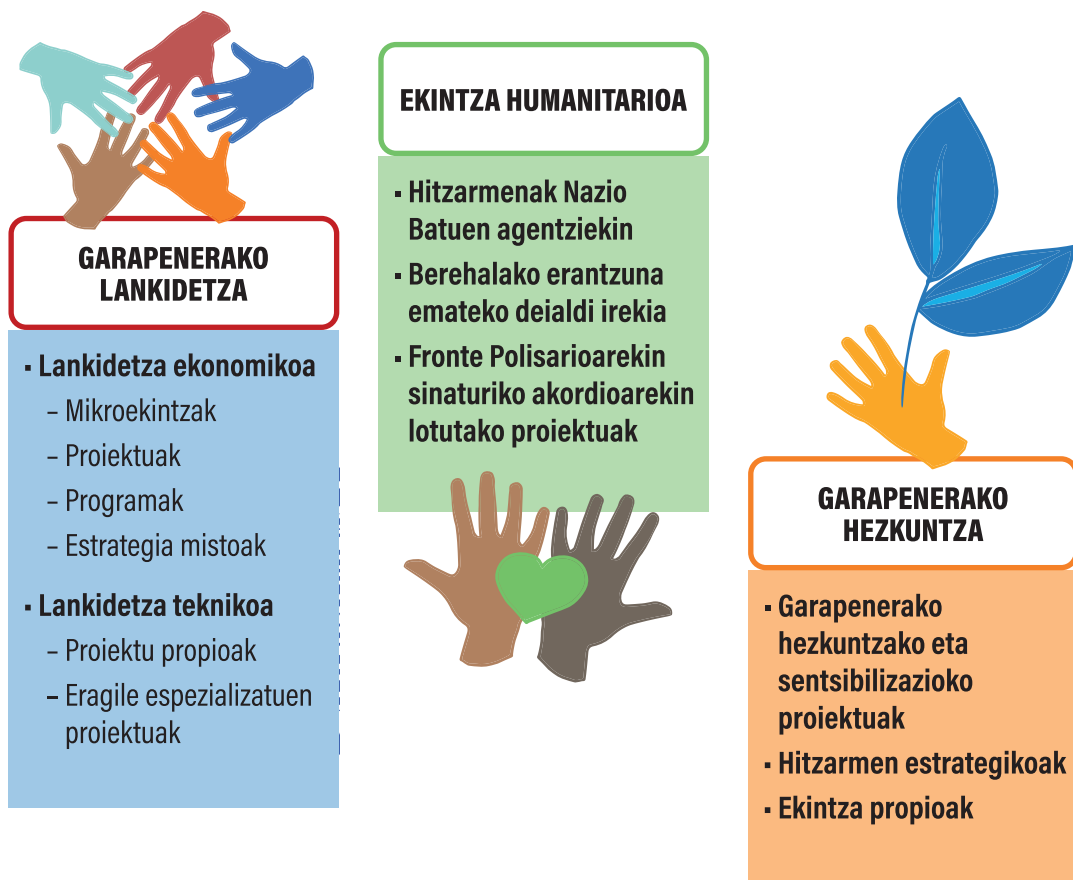 GARAPENERAKO
LANKIDETZA
▪ Lankidetza ekonomikoa
– Mikroekintzak
– Proiektuak
– Programak
– Estrategia mistoak
▪ Lankidetza teknikoa
– Proiektu propioak
– Eragile espezializatuen
proiektuak
EKINTZA HUMANITARIOA
▪ Hitzarmenak Nazio
Batuen agentziekin
▪ Berehalako erantzuna
emateko deialdi irekia
▪ Fronte Polisarioarekin
sinaturiko akordioarekin
lotutako proiektuak
GARAPENERAKO
HEZKUNTZA
▪ Garapenerako
hezkuntzako eta
sentsibilizazioko
proiektuak
▪ Hitzarmen estrategikoak
▪ Ekintza propioak